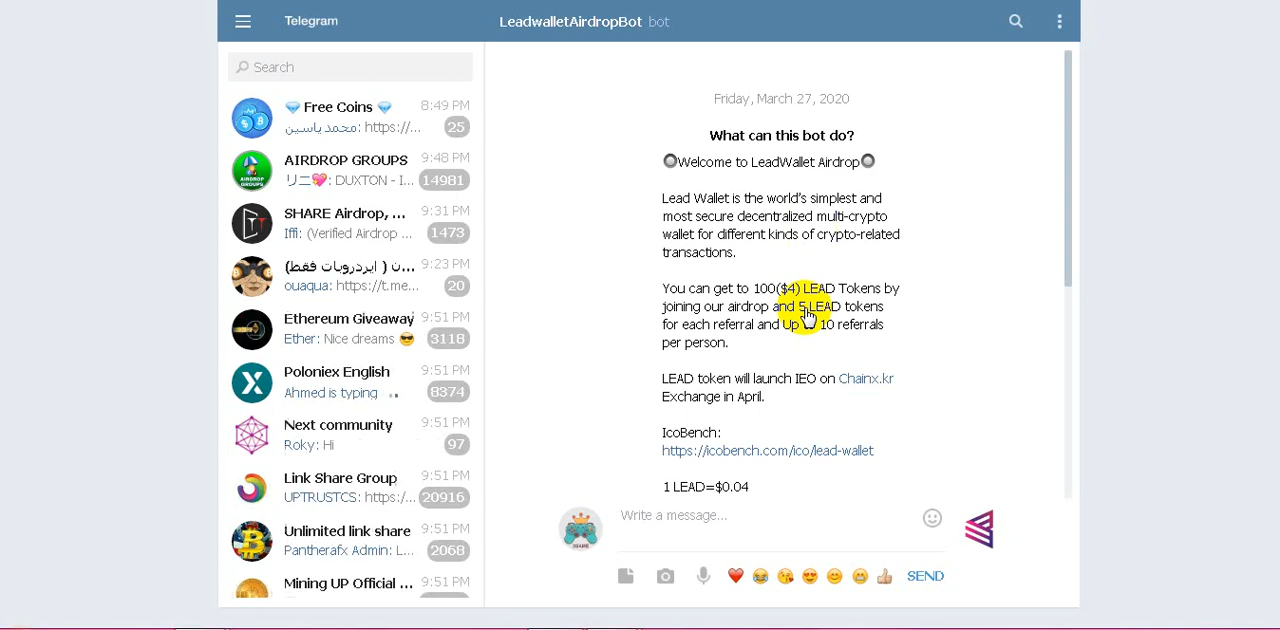 Telegram
LeadwalletAirdropBot bot
Search
Free Coins 8:49 PM
محمد ياسين: https://... 25
AIRDROP GROUPS 9:48 PM
リニ💖: DUXTON - I... 14981
SHARE Airdrop, ... 9:31 PM
Iffi: (Verified Airdrop ... 1473
ن ( ايردروبات فقط)... 9:23 PM
ouaqua: https://t.me... 20
Ethereum Giveaway 9:51 PM
Ether: Nice dreams 😎 3118
Poloniex English 9:51 PM
Ahmed is typing 8374
Next community 9:51 PM
Roky: Hi 97
Link Share Group 9:51 PM
UPTRUSTCS: https:/... 20916
Unlimited link share 9:51 PM
Pantherafx Admin: L... 2068
Mining UP Official ... 9:51 PM
Friday, March 27, 2020
What can this bot do?
🔘Welcome to LeadWallet Airdrop🔘
Lead Wallet is the world's simplest and
most secure decentralized multi-crypto
wallet for different kinds of crypto-related
transactions.
You can get to 100($4) LEAD Tokens by
joining our airdrop and 5 LEAD tokens
for each referral and Up 10 referrals
per person.
LEAD token will launch IEO on Chainx.kr
Exchange in April.
IcoBench:
https://icobench.com/ico/lead-wallet
1 LEAD=$0.04
Write a message...
SEND